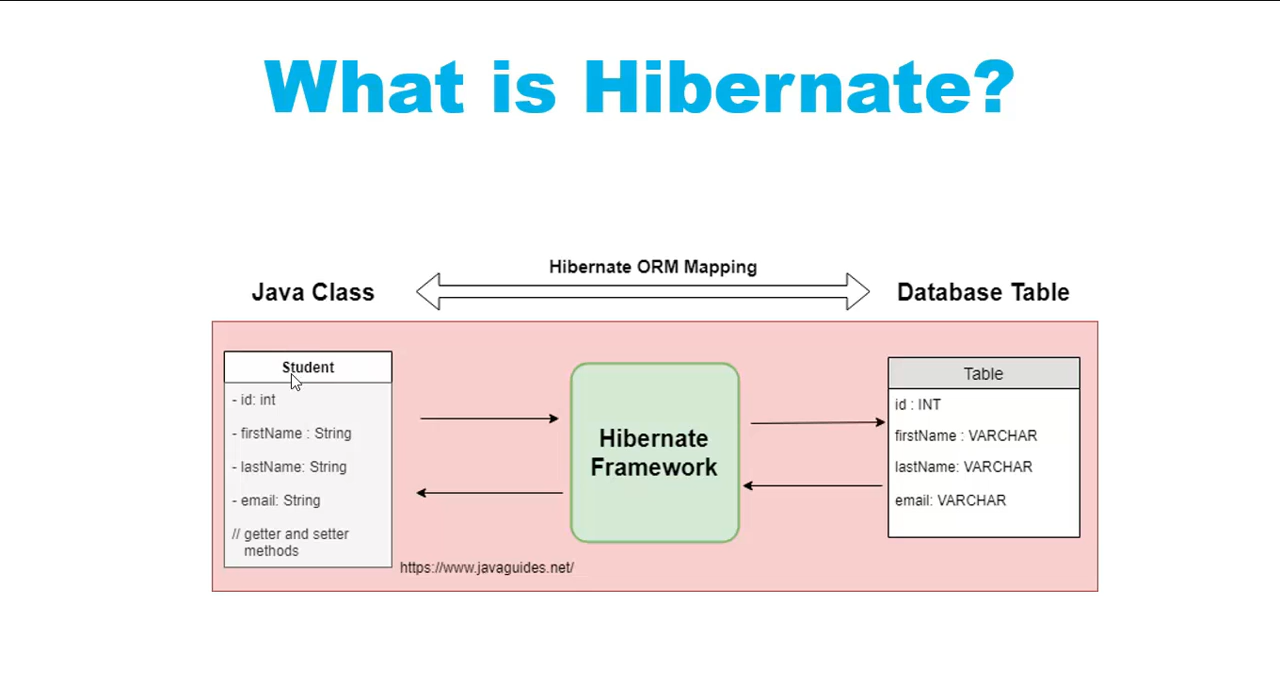 What is Hibernate?
Hibernate ORM Mapping
Java Class
Database Table
Student
- id: int
- firstName : String
- lastName: String
- email: String
// getter and setter
methods
Hibernate
Framework
https://www.javaguides.net/
Table
id : INT
firstName : VARCHAR
lastName: VARCHAR
email: VARCHAR